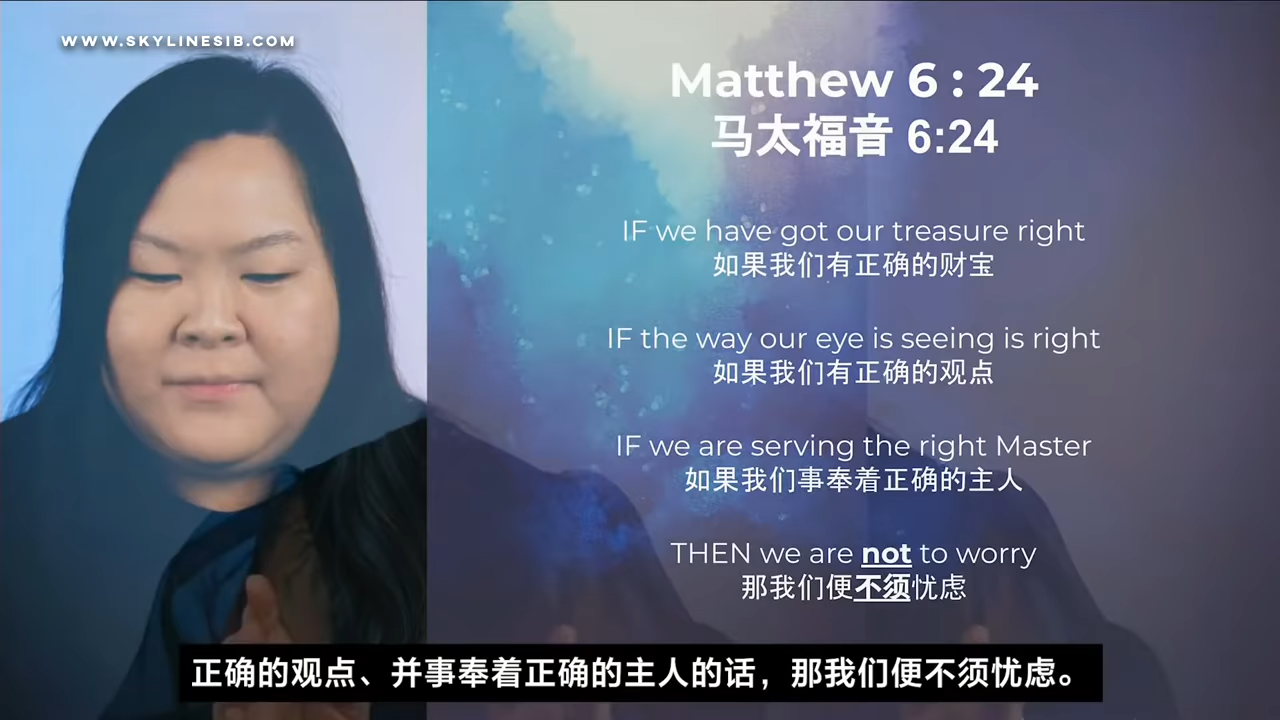 WWW.SKYLINESIB.COM
Matthew 6 : 24
马太福音 6:24
IF we have got our treasure right
如果我们有正确的财宝
IF the way our eye is seeing is right
如果我们有正确的观点
IF we are serving the right Master
如果我们事奉着正确的主人
THEN we are not to worry
那我们便不须忧虑
正确的观点、并事奉着正确的主人的话，那我们便不须忧虑。